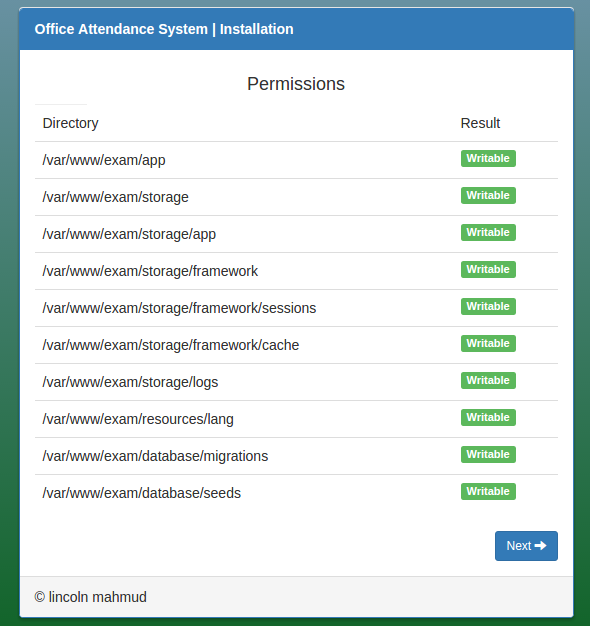 Office Attendance System | Installation
Permissions
Directory Result
/var/www/exam/app Writable
/var/www/exam/storage Writable
/var/www/exam/storage/app Writable
/var/www/exam/storage/framework Writable
/var/www/exam/storage/framework/sessions Writable
/var/www/exam/storage/framework/cache Writable
/var/www/exam/storage/logs Writable
/var/www/exam/resources/lang Writable
/var/www/exam/database/migrations Writable
/var/www/exam/database/seeds Writable
Next
© lincoln mahmud